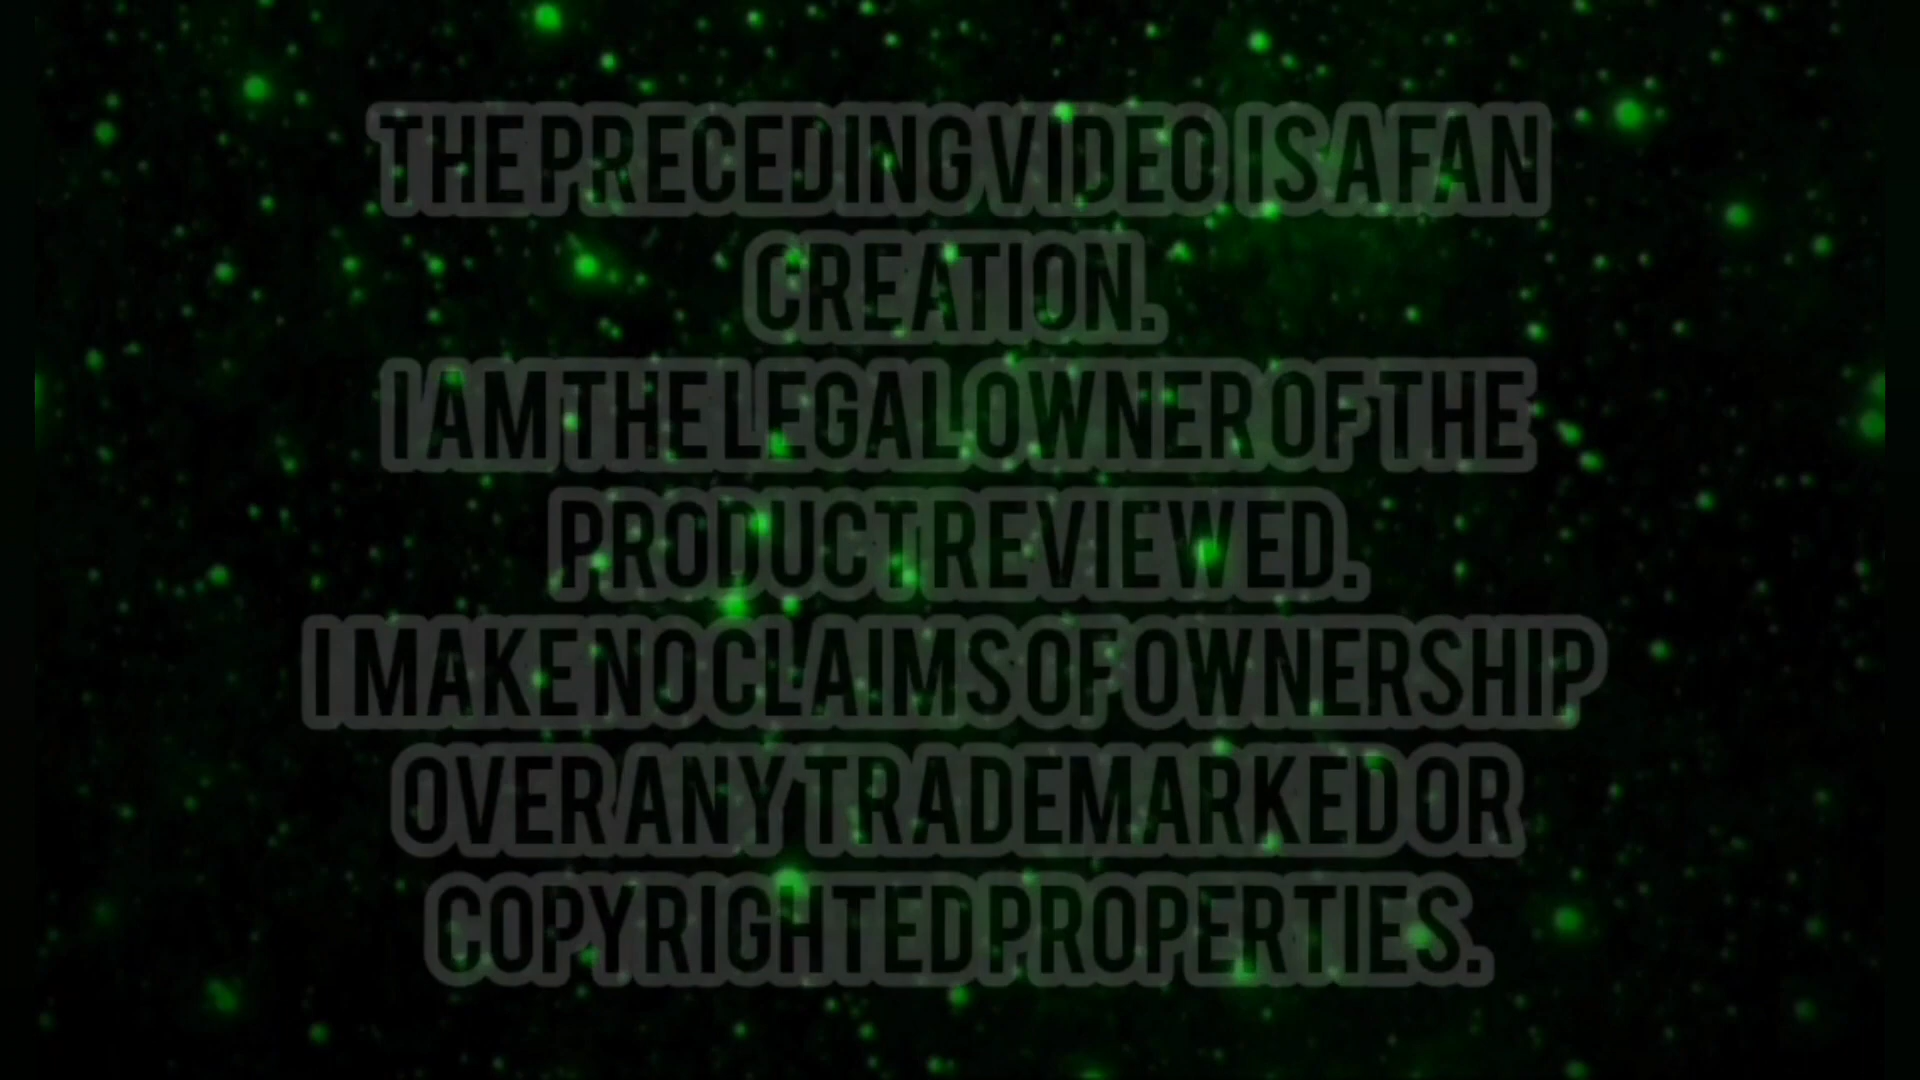 THE PRECEDING VIDEO IS A FAN
CREATION.
I AM THE LEGAL OWNER OF THE
PRODUCT REVIEWED.
I MAKE NO CLAIMS OF OWNERSHIP
OVER ANY TRADEMARKED OR
COPYRIGHTED PROPERTIES.